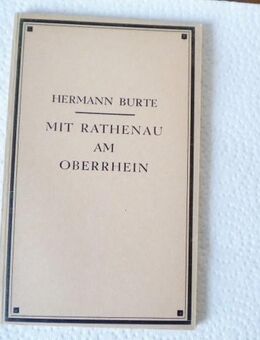 HERMANN BURTE
MIT RATHENAU
AM
OBERRHEIN